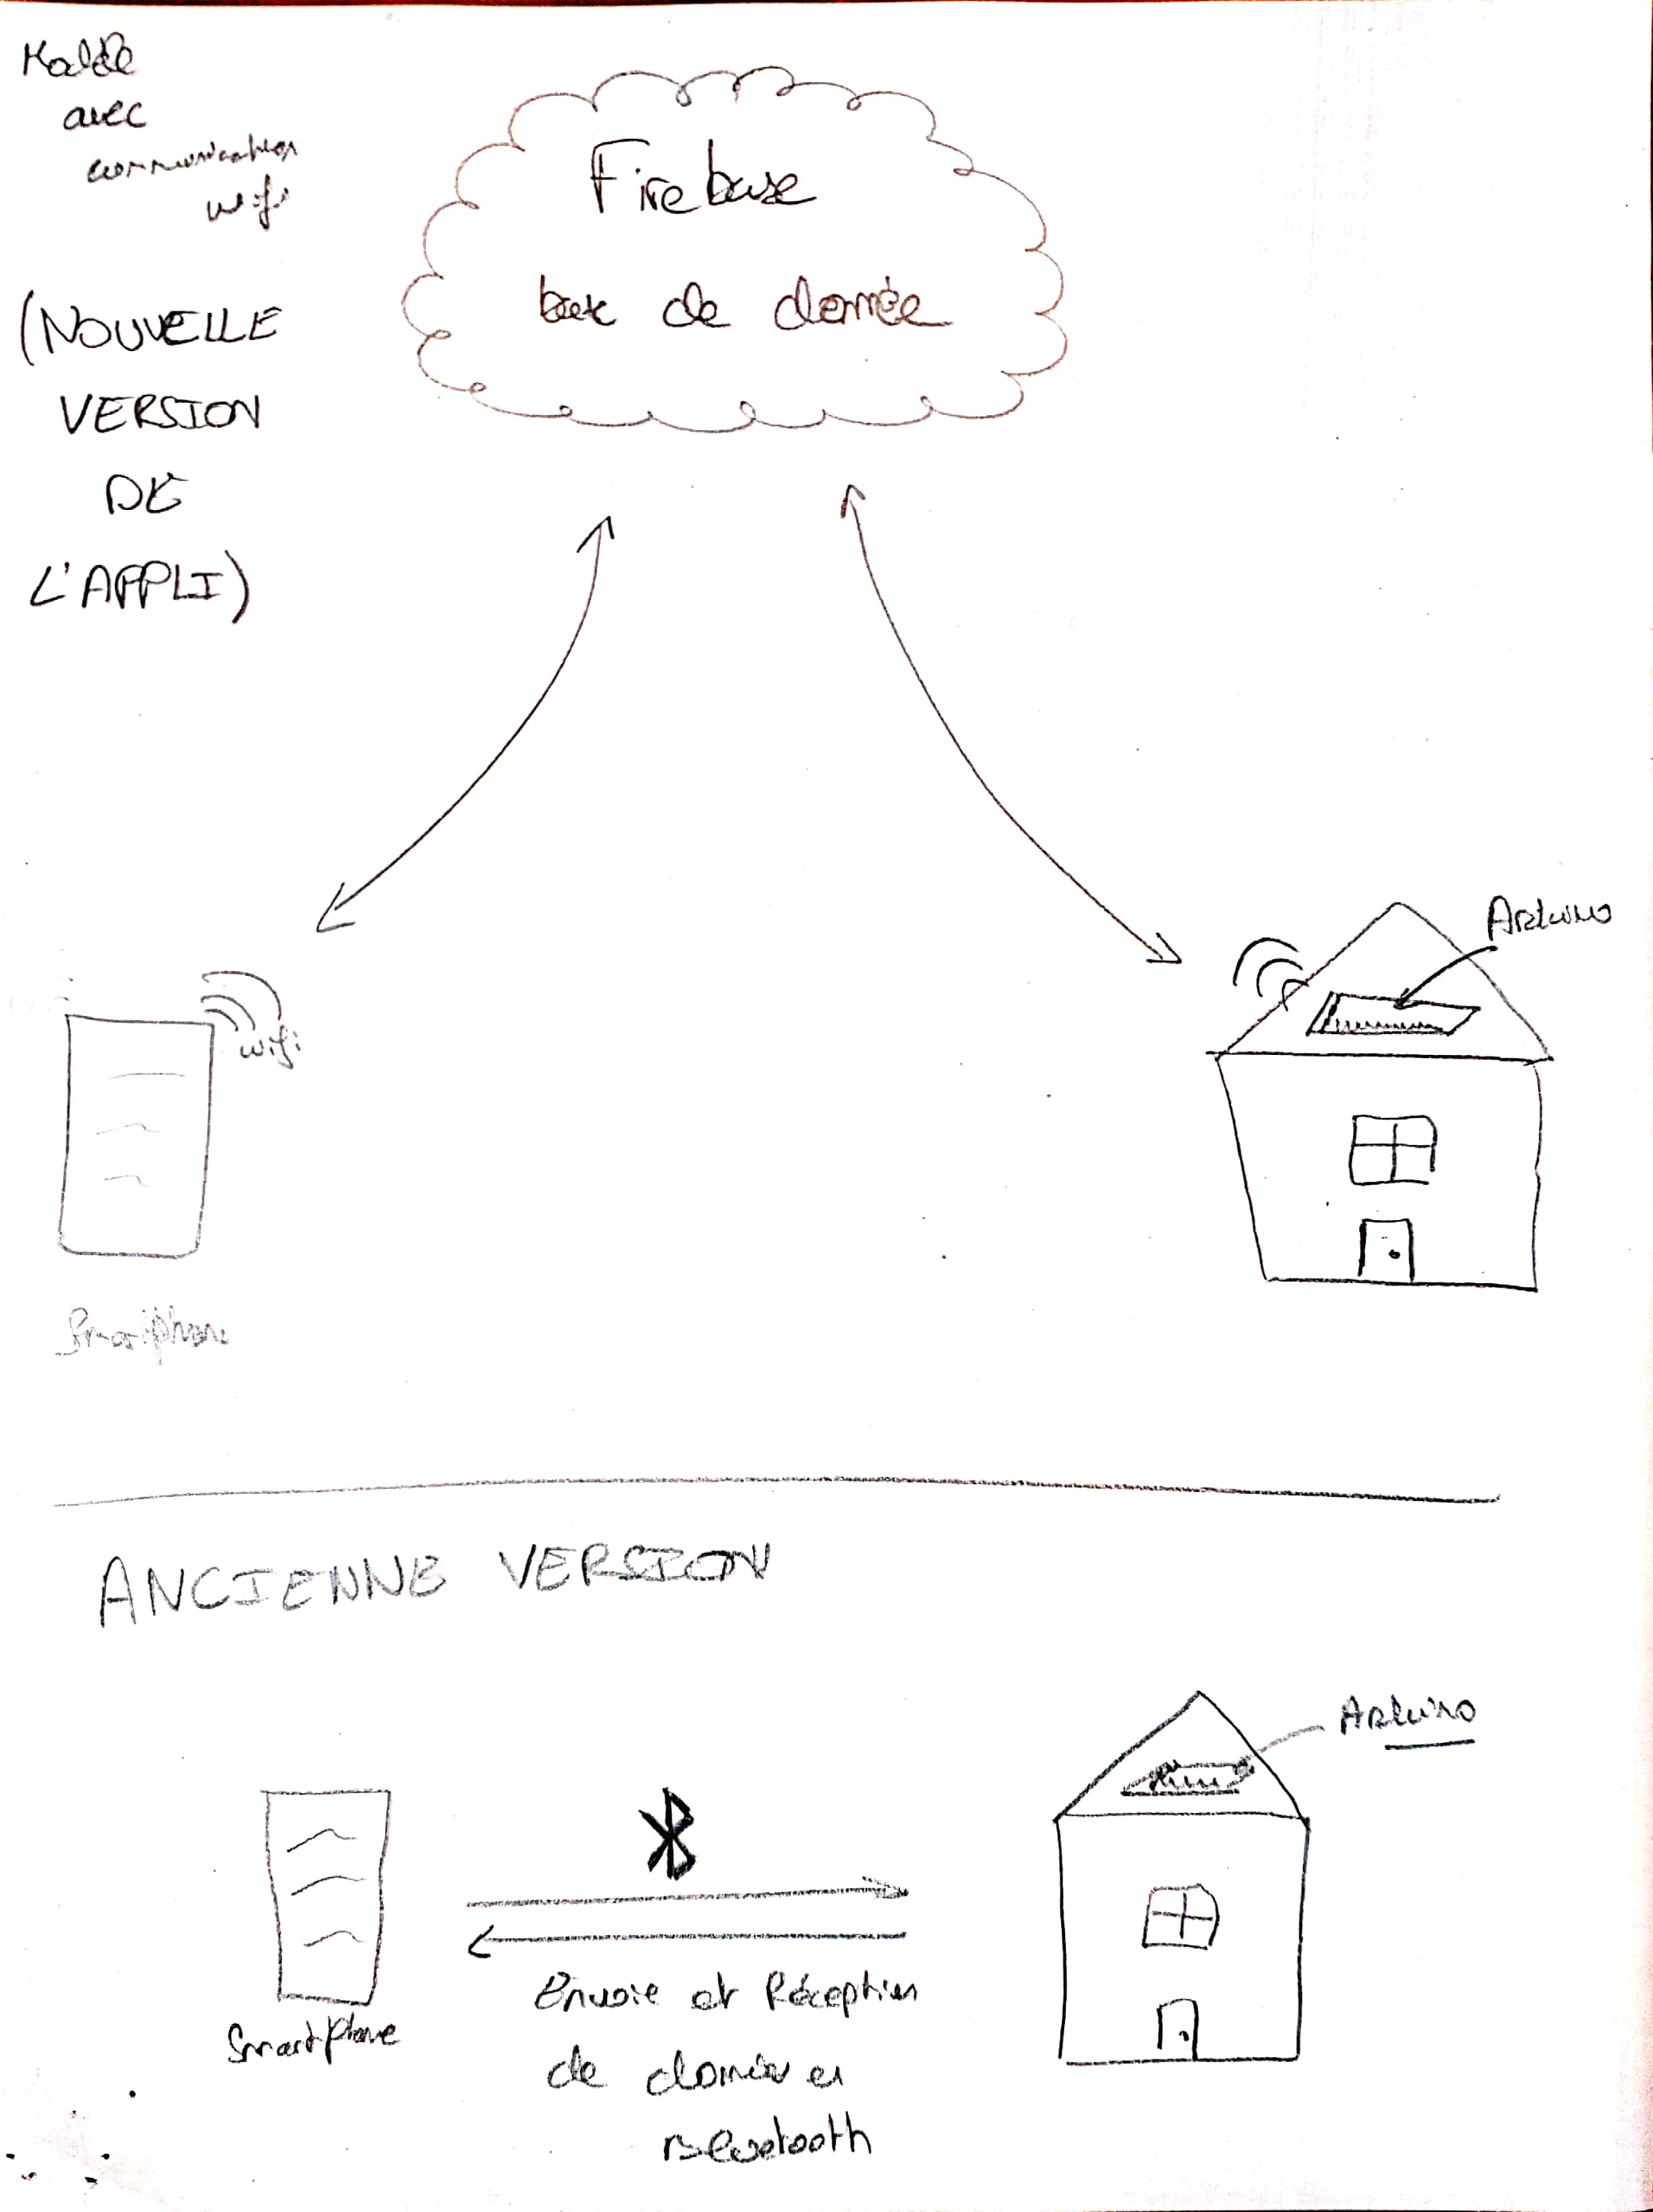 avec
communication
wifi
(NOUVELLE
VERSION
DE
L'APPLI)
Firebase
base de donnée
Arduino
wifi
Smartphone
ANCIENNE VERSION
Arduino
Smartphone
Envoie et Réception
de donnée en
Bluetooth